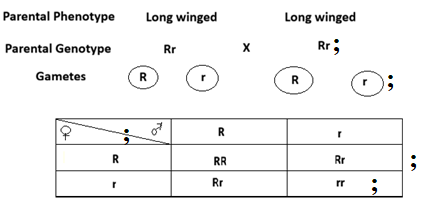 Parental Phenotype Long winged Long winged
Parental Genotype Rr X Rr ;
Gametes R r R r ;
♀ ; ♂ R r
R RR Rr ;
r Rr rr ;